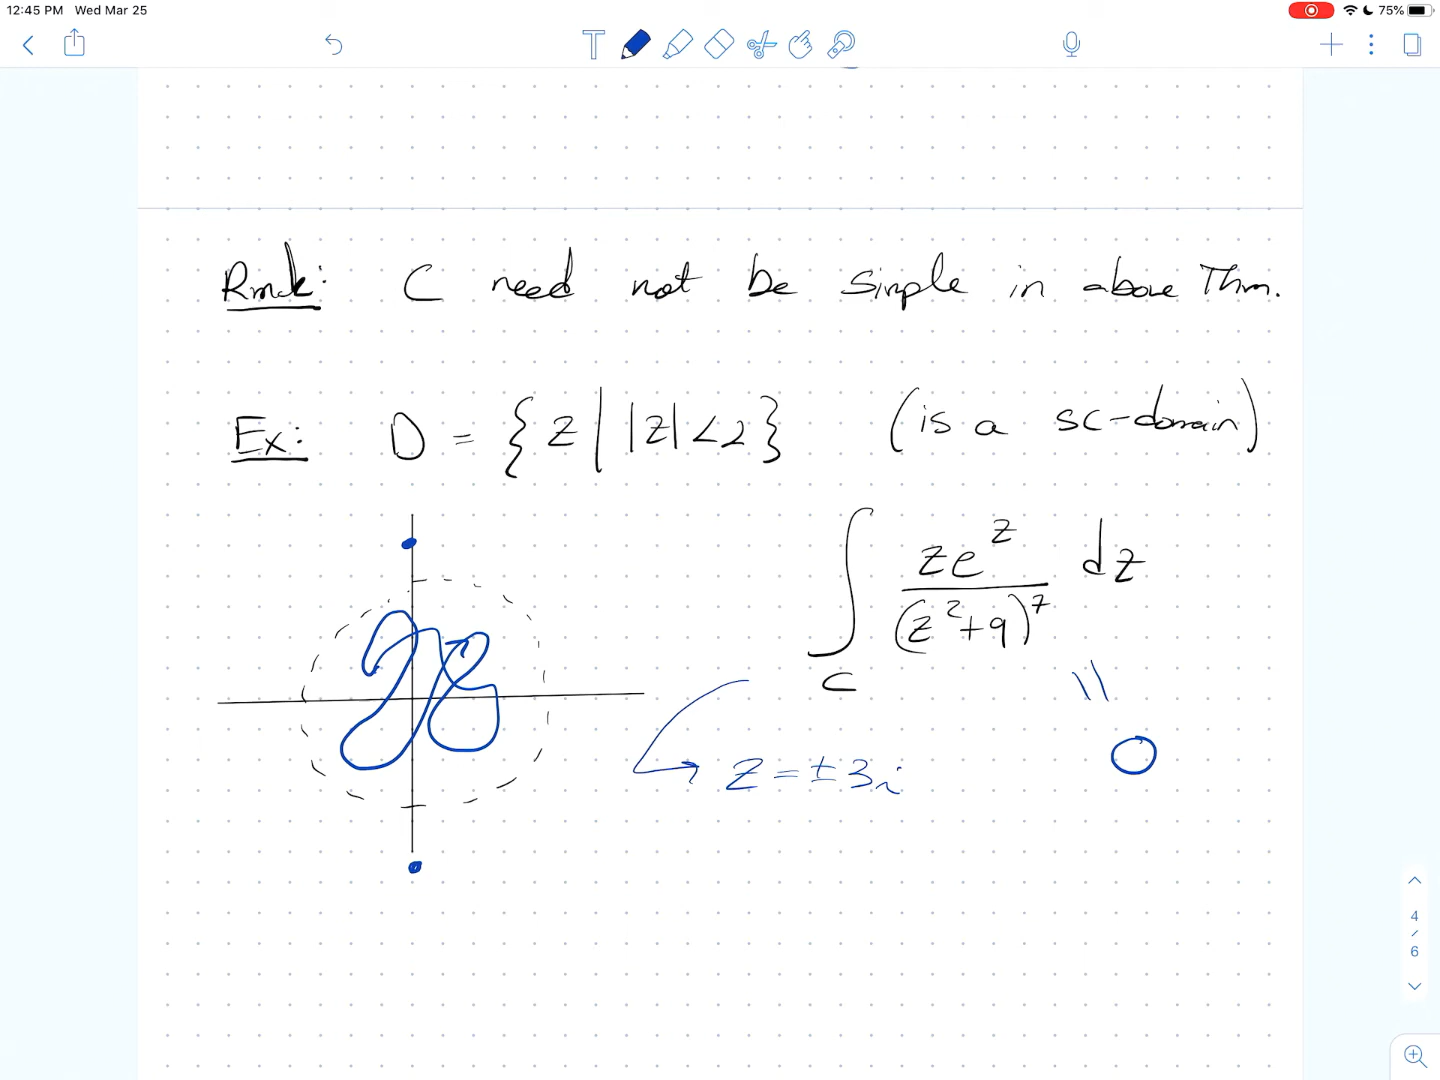 12:45 PM Wed Mar 25
75%
T
Rmk: C need not be simple in above Thm.
Ex: D = { z | |z| < 2 } (is a sc-domain)
∫_C ze^z / (z^2+9)^7 dz
||
0
z = ±3i
4
/
6